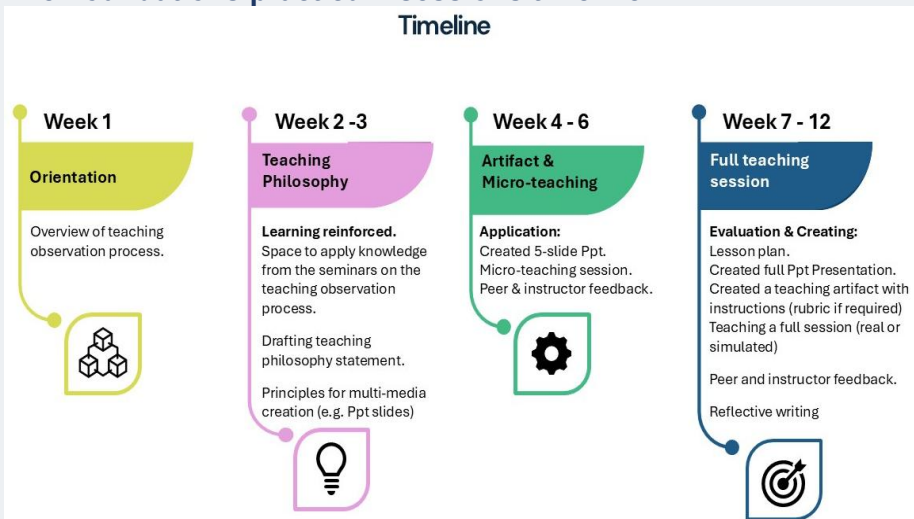 Timeline
Week 1
Orientation
Overview of teaching
observation process.
Week 2 -3
Teaching
Philosophy
Learning reinforced.
Space to apply knowledge
from the seminars on the
teaching observation
process.
Drafting teaching
philosophy statement.
Principles for multi-media
creation (e.g. Ppt slides)
Week 4 - 6
Artifact &
Micro-teaching
Application:
Created 5-slide Ppt.
Micro-teaching session.
Peer & instructor feedback.
Week 7 - 12
Full teaching
session
Evaluation & Creating:
Lesson plan.
Created full Ppt Presentation.
Created a teaching artifact with
instructions (rubric if required)
Teaching a full session (real or
simulated)
Peer and instructor feedback.
Reflective writing